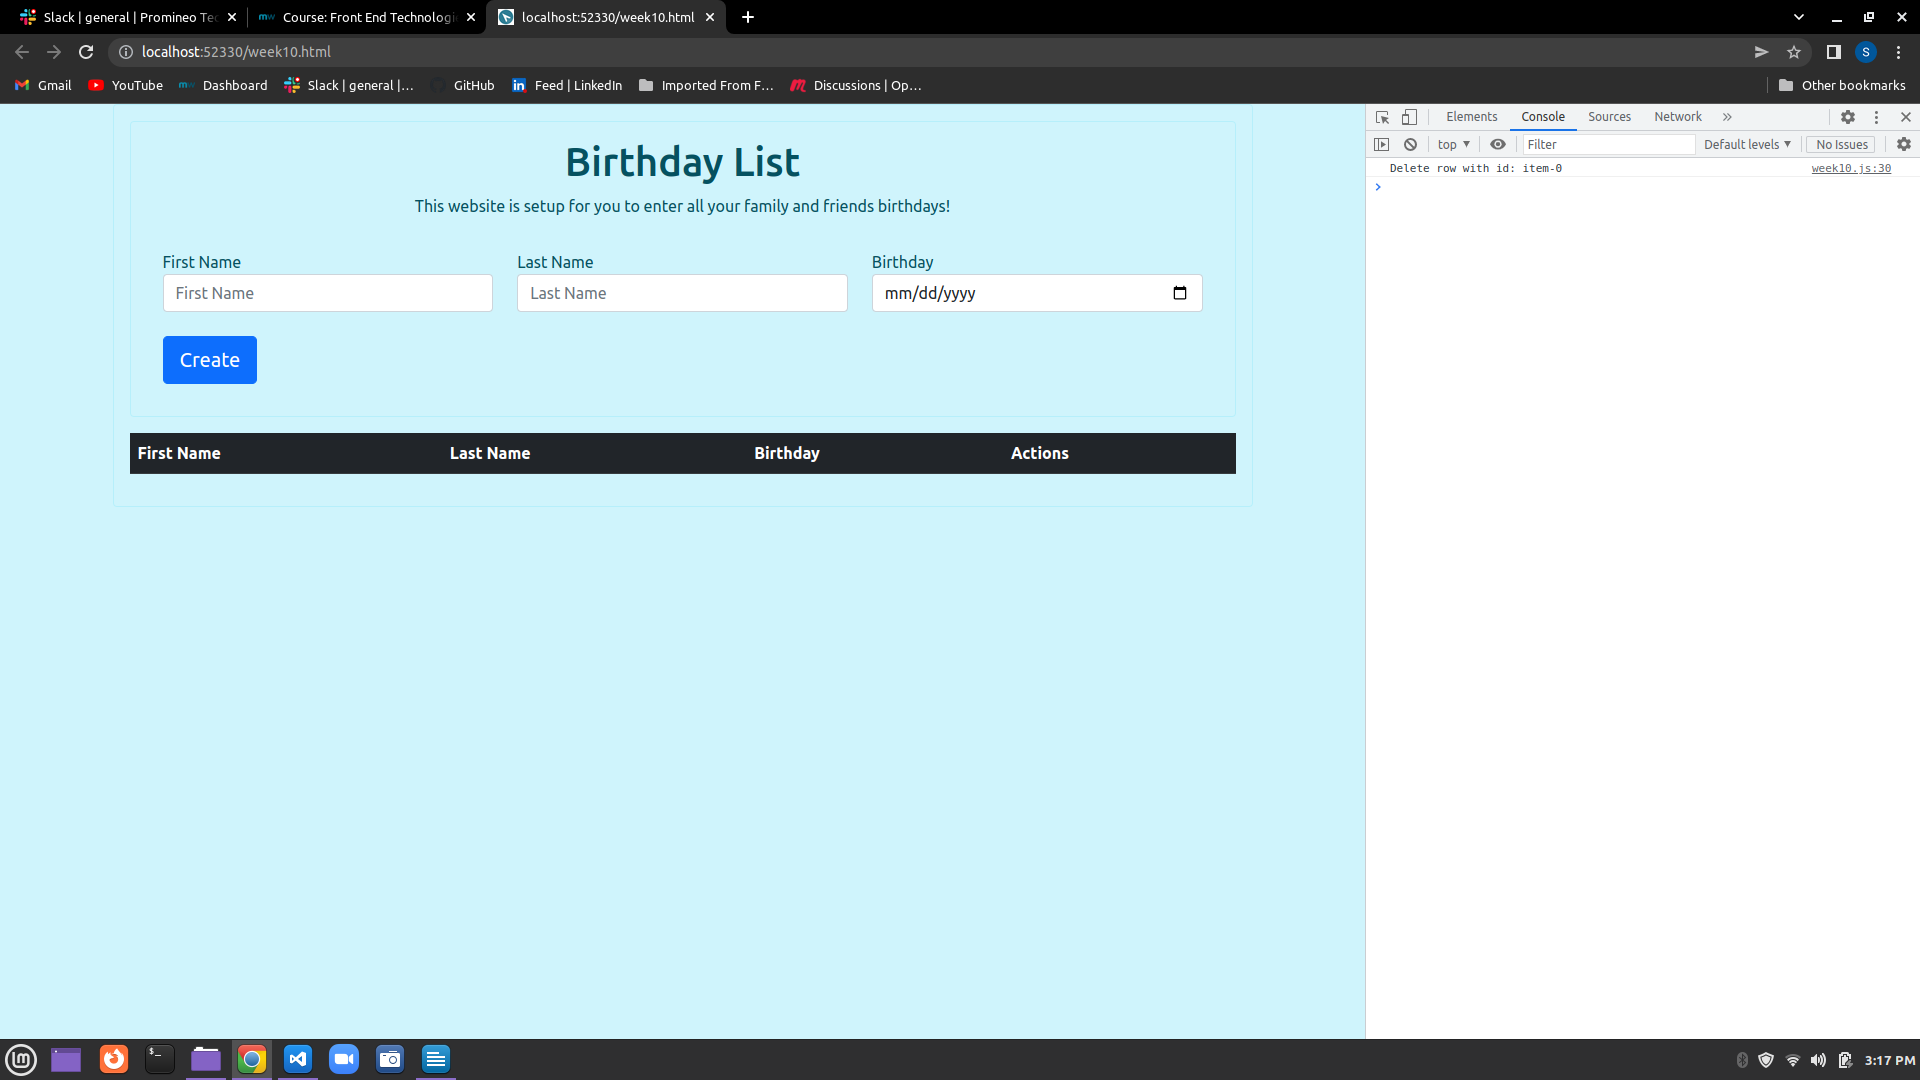 Slack | general | Promineo Tec
Course: Front End Technologi
localhost:52330/week10.html
localhost:52330/week10.html
S
Gmail
YouTube
Dashboard
Slack | general |...
GitHub
Feed | LinkedIn
Imported From F...
Discussions | Op...
Other bookmarks
Birthday List
This website is setup for you to enter all your family and friends birthdays!
First Name
Last Name
Birthday
First Name
Last Name
mm/dd/yyyy
Create
First Name
Last Name
Birthday
Actions
Elements
Console
Sources
Network
»
top
Filter
Default levels
No Issues
Delete row with id: item-0
week10.js:30
3:17 PM